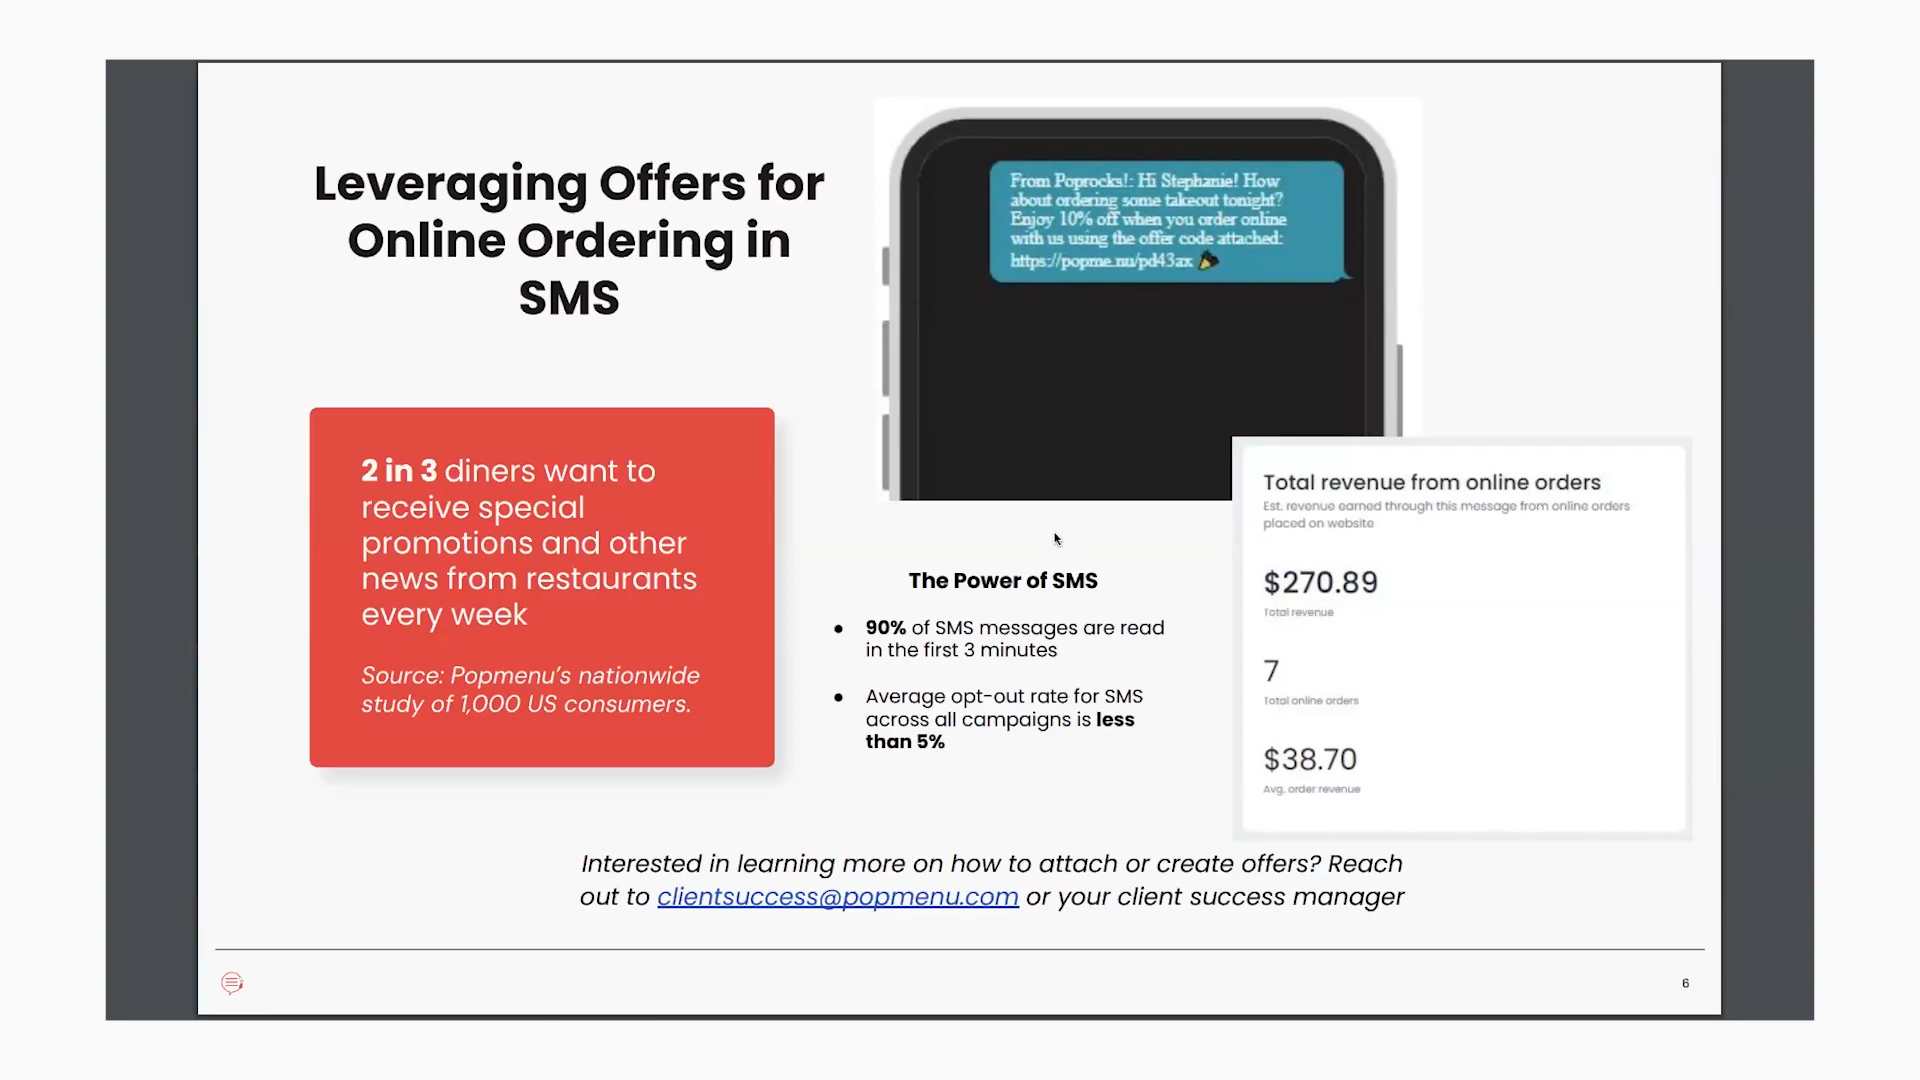 Leveraging Offers for
Online Ordering in
SMS
From Poprocks!: Hi Stephanie! How
about ordering some takeout tonight?
Enjoy 10% off when you order online
with us using the offer code attached:
https://popme.nu/pd43ax
2 in 3 diners want to
receive special
promotions and other
news from restaurants
every week
Source: Popmenu's nationwide
study of 1,000 US consumers.
The Power of SMS
● 90% of SMS messages are read
in the first 3 minutes
● Average opt-out rate for SMS
across all campaigns is less
than 5%
Total revenue from online orders
Est. revenue earned through this message from online orders
placed on website
$270.89
Total revenue
7
Total online orders
$38.70
Avg. order revenue
Interested in learning more on how to attach or create offers? Reach
out to clientsuccess@popmenu.com or your client success manager
6